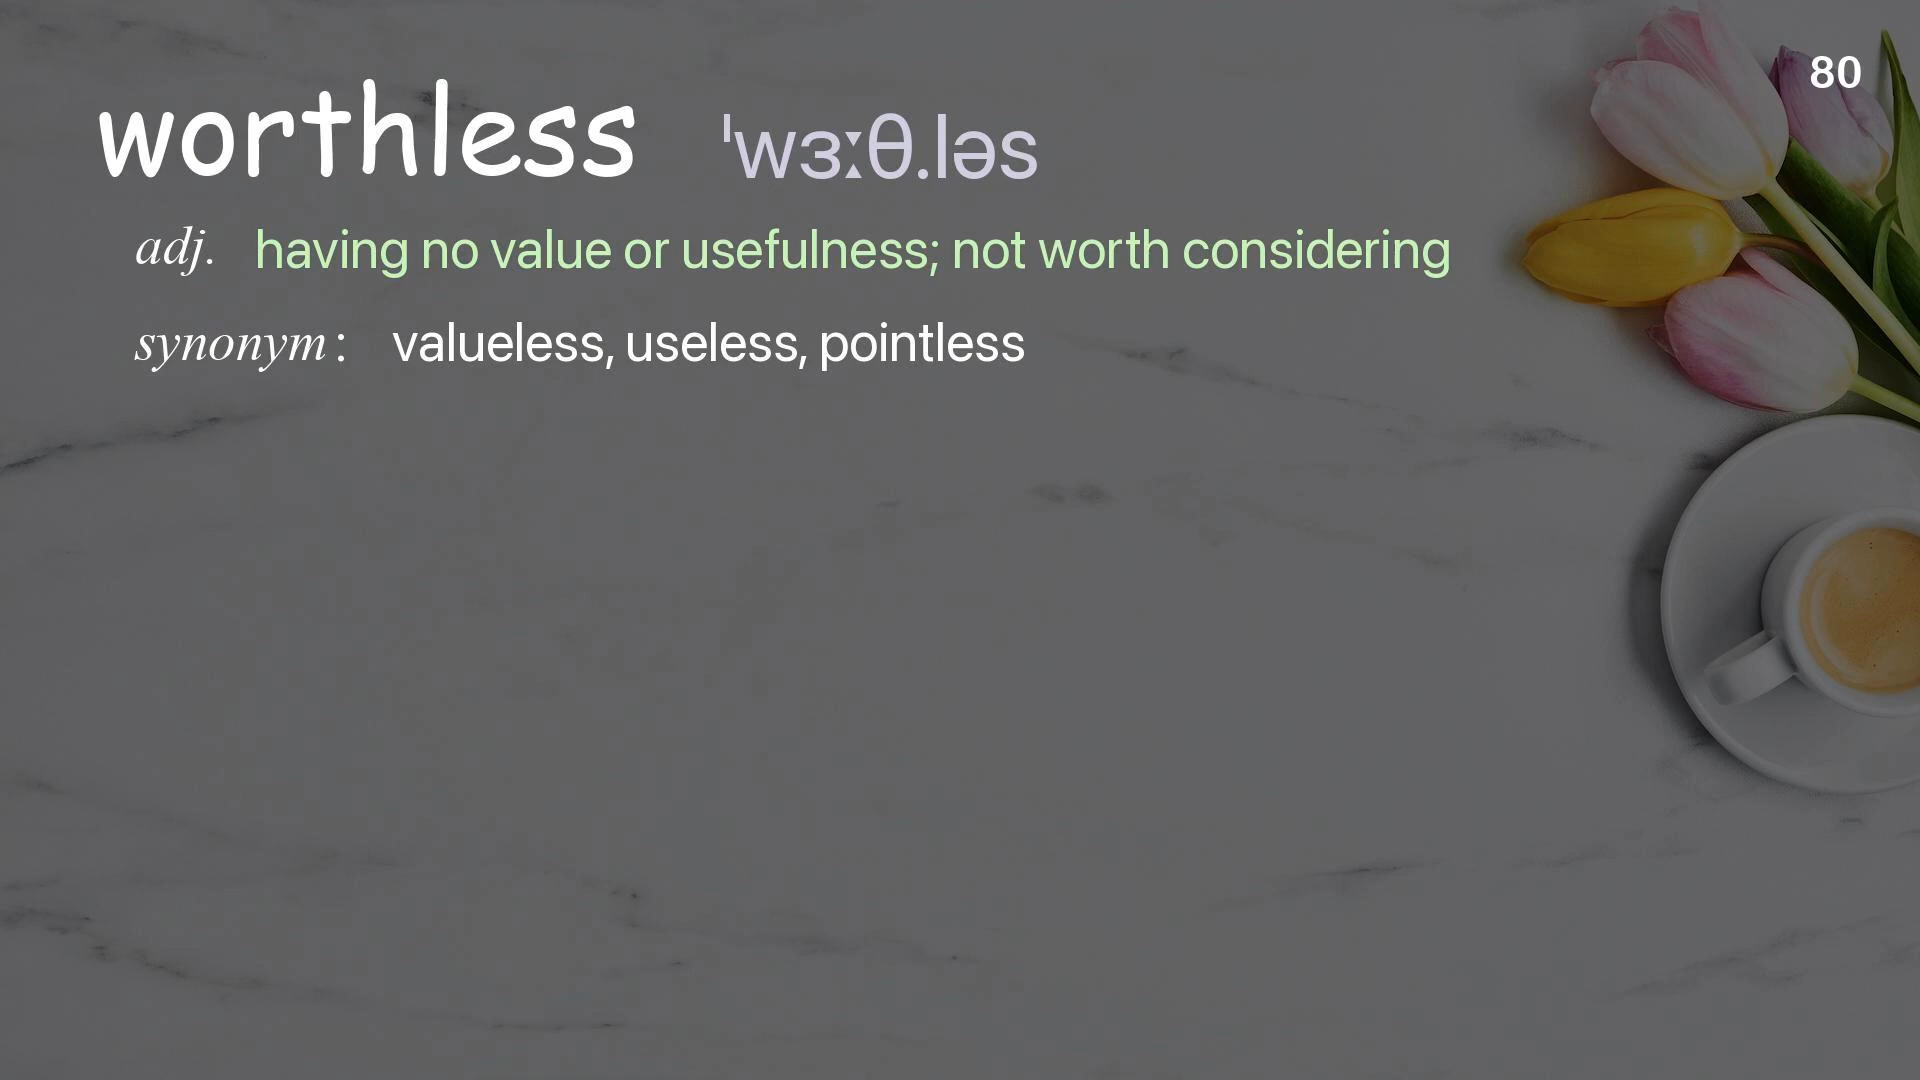 80
worthless ˈwɜːθ.ləs
adj. having no value or usefulness; not worth considering
synonym : valueless, useless, pointless